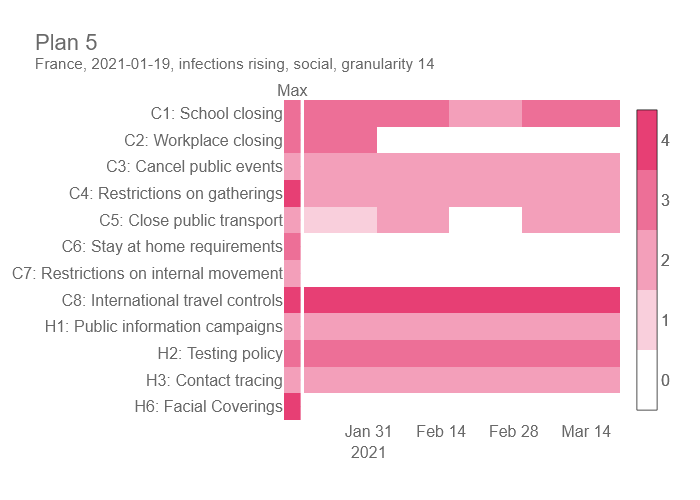 Plan 5
France, 2021-01-19, infections rising, social, granularity 14
Max
C1: School closing
C2: Workplace closing
C3: Cancel public events
C4: Restrictions on gatherings
C5: Close public transport
C6: Stay at home requirements
C7: Restrictions on internal movement
C8: International travel controls
H1: Public information campaigns
H2: Testing policy
H3: Contact tracing
H6: Facial Coverings
4
3
2
1
0
Jan 31 Feb 14 Feb 28 Mar 14
2021